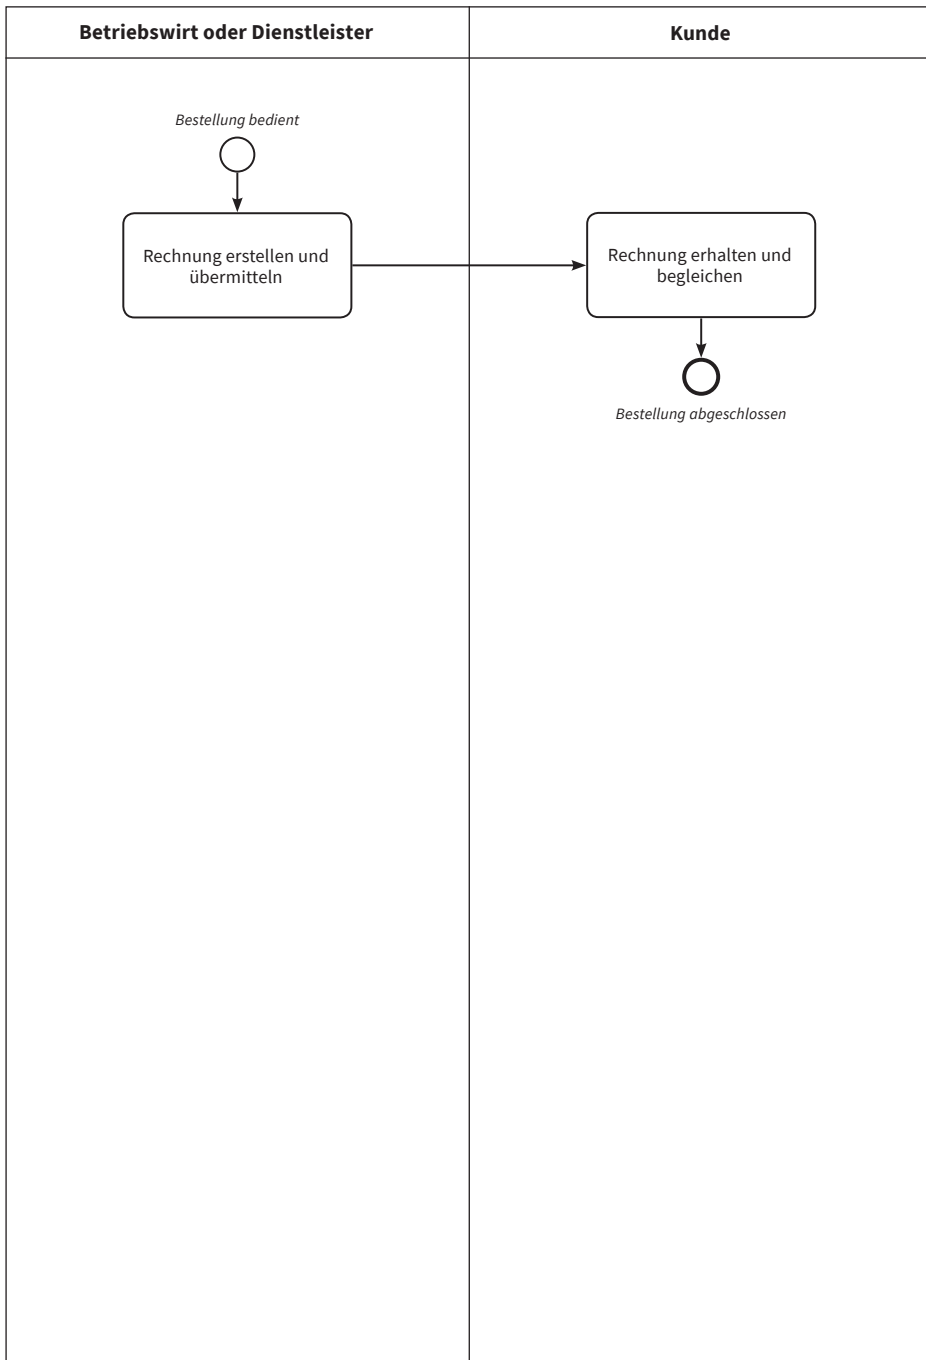 Betriebswirt oder Dienstleister
Kunde
Bestellung bedient
Rechnung erstellen und
übermitteln
Rechnung erhalten und
begleichen
Bestellung abgeschlossen